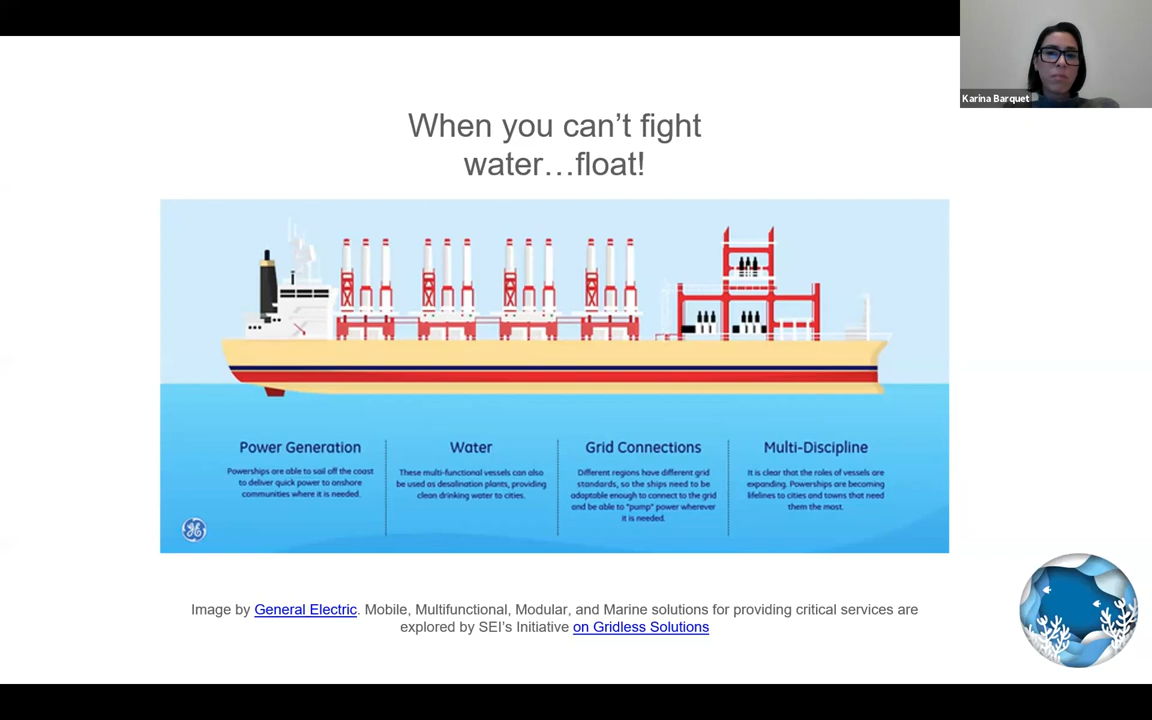 Karina Barquet
When you can’t fight
water…float!
Power Generation
Powerships are able to sail off the coast
to deliver quick power to onshore
communities where it is needed.
Water
These multi-functional vessels can also
be used as desalination plants, providing
clean drinking water to cities.
Grid Connections
Different regions have different grid
standards, so the ships need to be
adaptable enough to connect to the grid
and be able to "pump" power wherever
it is needed.
Multi-Discipline
It is clear that the roles of vessels are
expanding. Powerships are becoming
lifelines to cities and towns that need
them the most.
Image by General Electric. Mobile, Multifunctional, Modular, and Marine solutions for providing critical services are
explored by SEI’s Initiative on Gridless Solutions